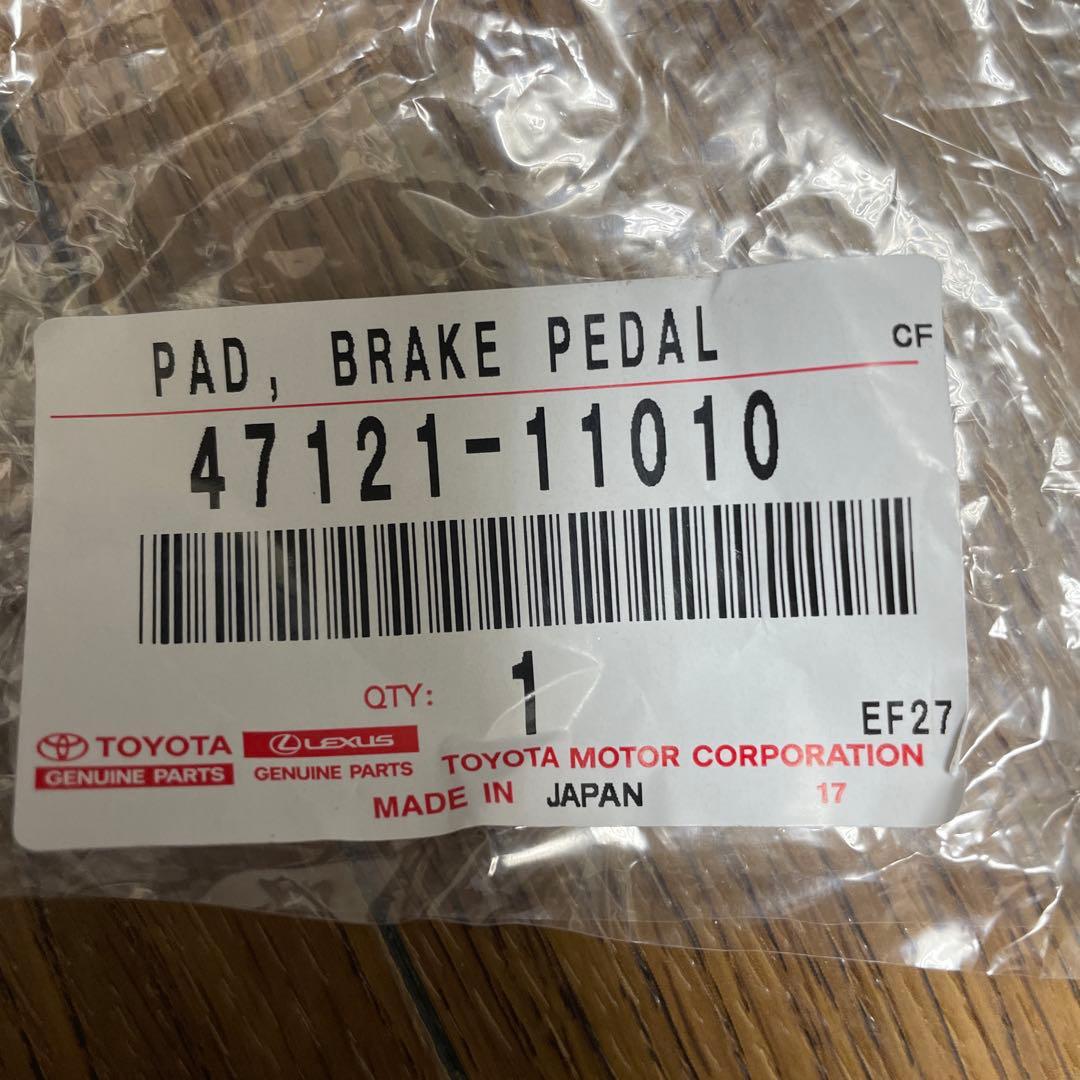 PAD, BRAKE PEDAL CF
47121-11010
QTY: 1 EF27
TOYOTA LEXUS TOYOTA MOTOR CORPORATION
GENUINE PARTS GENUINE PARTS
MADE IN JAPAN 17